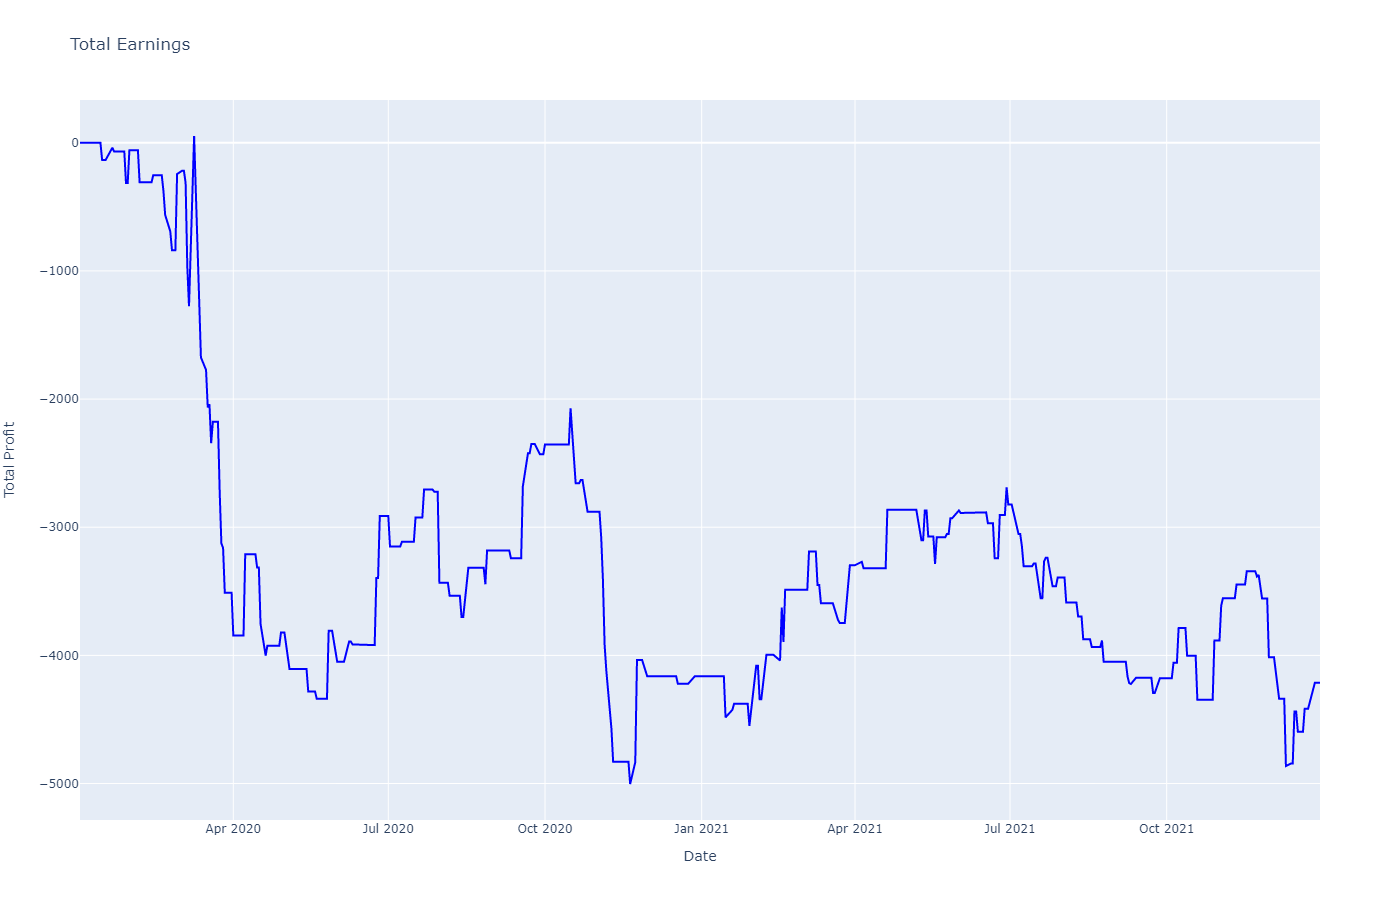 Total Earnings
Total Profit
0
−1000
−2000
−3000
−4000
−5000
Apr 2020
Jul 2020
Oct 2020
Jan 2021
Apr 2021
Jul 2021
Oct 2021
Date